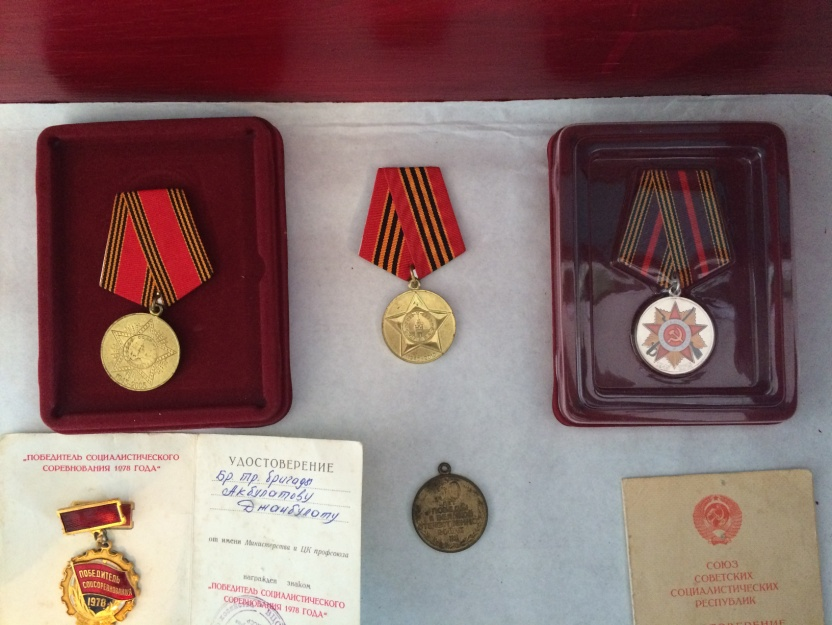 "ПОБЕДИТЕЛЬ СОЦИАЛИСТИЧЕСКОГО
СОРЕВНОВАНИЯ 1978 ГОДА"
ПОБЕДИТЕЛЬ
СОЦСОРЕВНОВАНИЯ
1978
УДОСТОВЕРЕНИЕ
Бр. тр. бригады
Акбулатову
Джанбулату
от имени Министерства и ЦК профсоюза
награжден знаком
"ПОБЕДИТЕЛЬ СОЦИАЛИСТИЧЕСКОГО
СОРЕВНОВАНИЯ 1978 ГОДА"
СОЮЗ
СОВЕТСКИХ
СОЦИАЛИСТИЧЕСКИХ
РЕСПУБЛИК